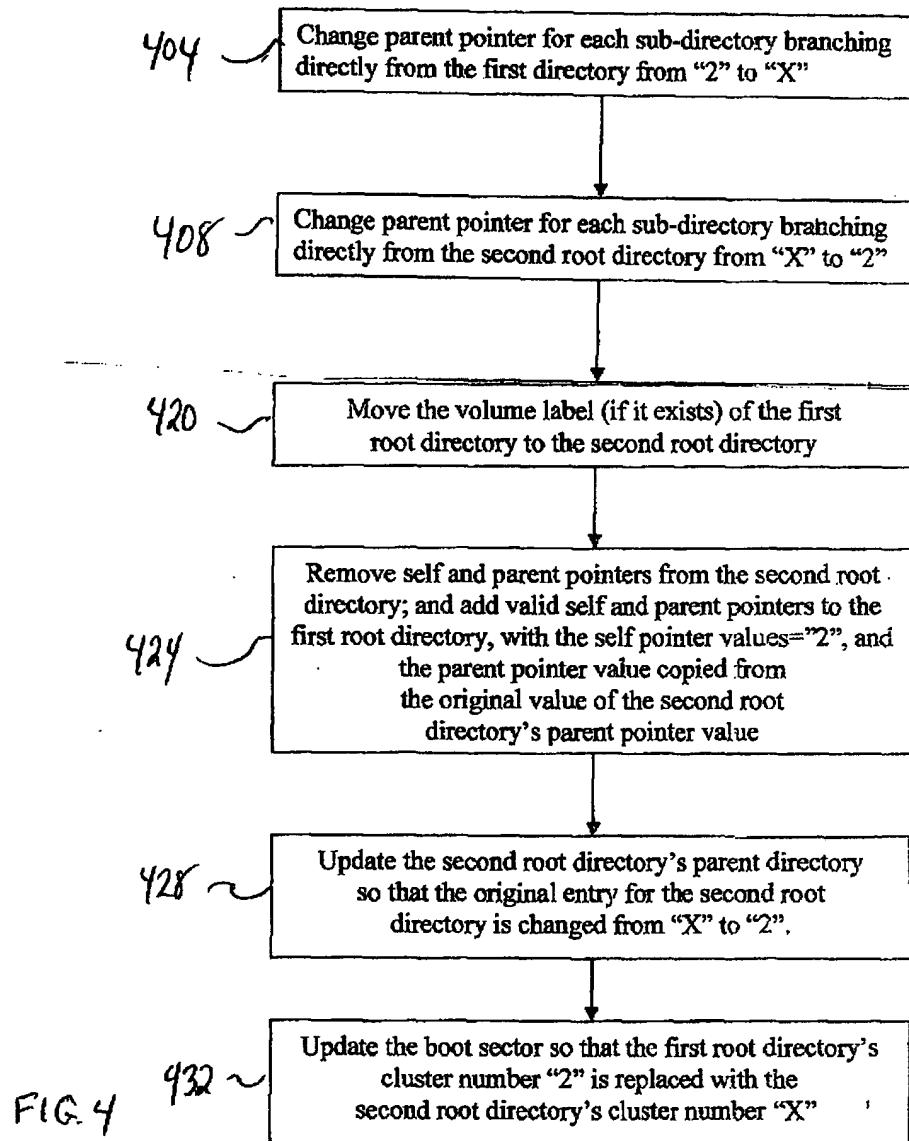 404
Change parent pointer for each sub-directory branching
directly from the first directory from “2” to “X”
408
Change parent pointer for each sub-directory branching
directly from the second root directory from “X” to “2”
420
Move the volume label (if it exists) of the first
root directory to the second root directory
424
Remove self and parent pointers from the second root
directory; and add valid self and parent pointers to the
first root directory, with the self pointer values=”2”, and
the parent pointer value copied from
the original value of the second root
directory’s parent pointer value
428
Update the second root directory’s parent directory
so that the original entry for the second root
directory is changed from “X” to “2”.
432
Update the boot sector so that the first root directory’s
cluster number “2” is replaced with the
second root directory’s cluster number “X”
FIG. 4